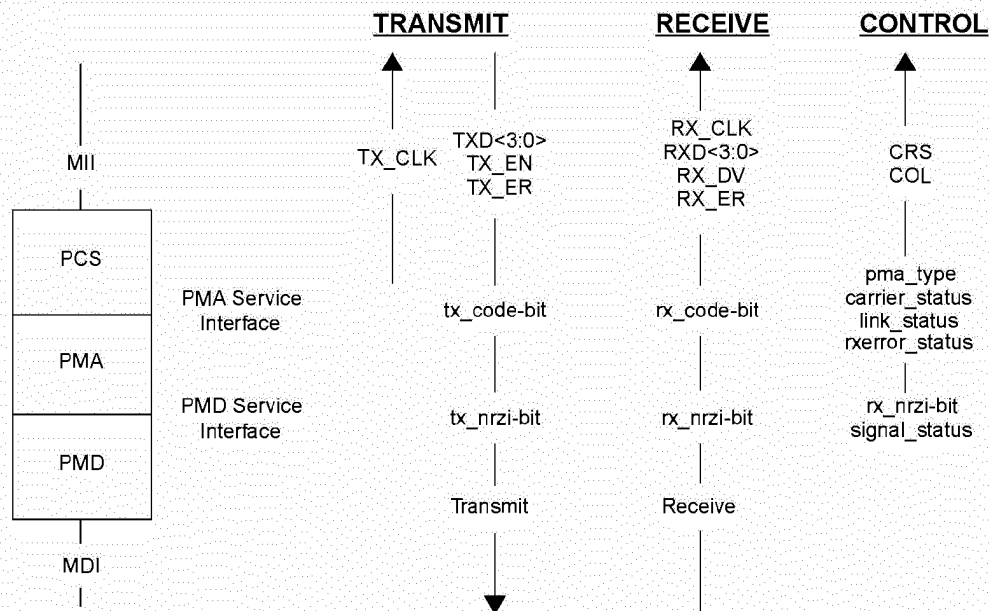 TRANSMIT
RECEIVE
CONTROL
MII
TX_CLK
TXD<3:0>
TX_EN
TX_ER
RX_CLK
RXD<3:0>
RX_DV
RX_ER
CRS
COL
PCS
PMA Service
Interface
tx_code-bit
rx_code-bit
pma_type
carrier_status
link_status
rxerror_status
PMA
PMD Service
Interface
tx_nrzi-bit
rx_nrzi-bit
rx_nrzi-bit
signal_status
PMD
Transmit
Receive
MDI